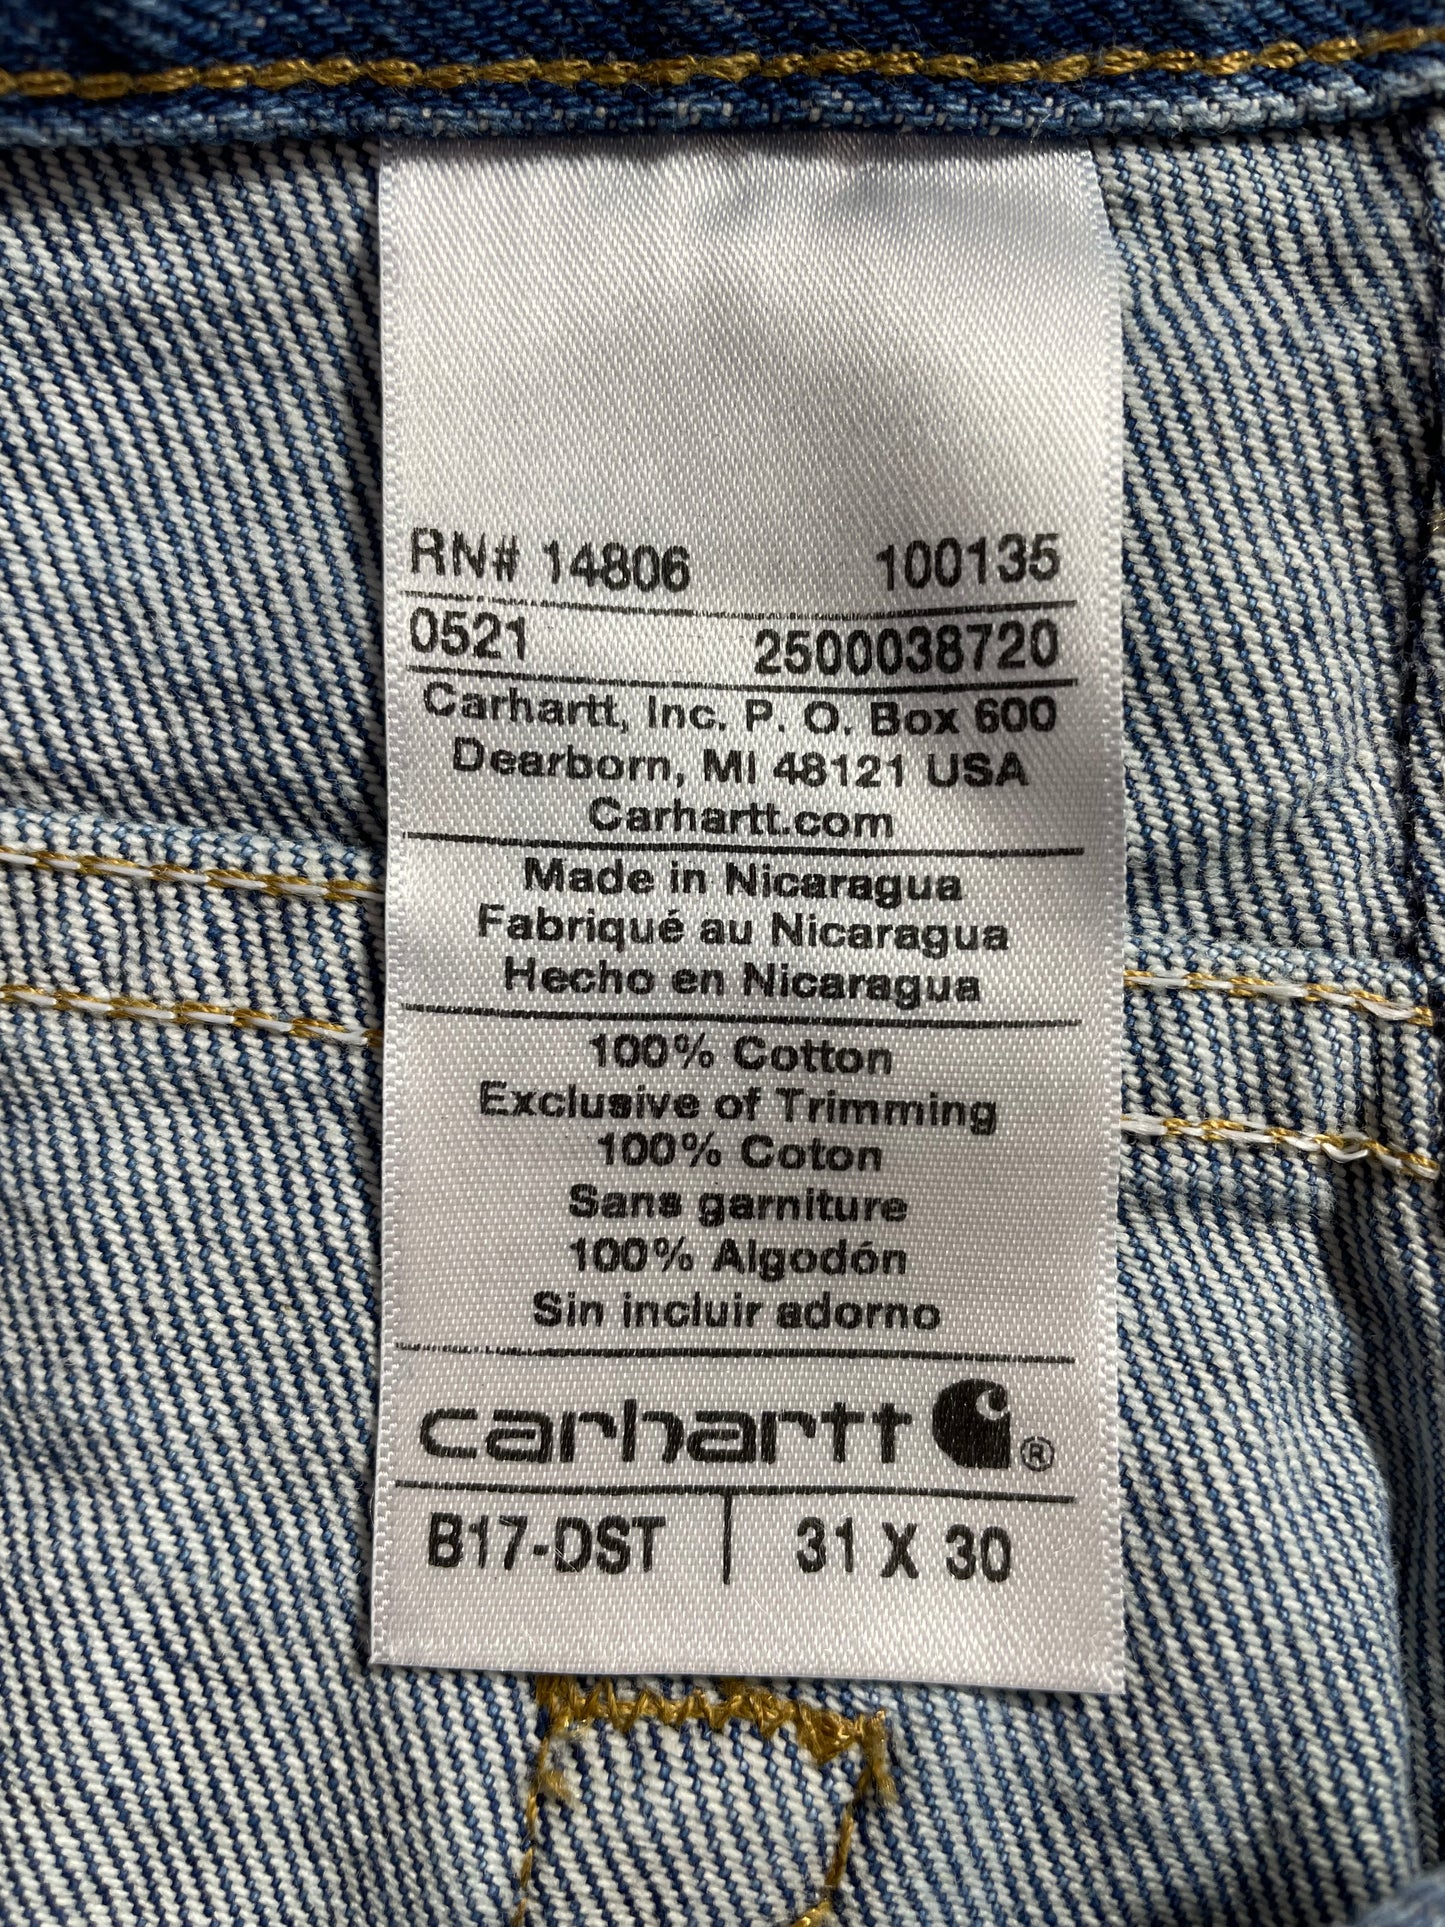 RN# 14806 100135
0521 2500038720
Carhartt, Inc. P. O. Box 600
Dearborn, MI 48121 USA
Carhartt.com
Made in Nicaragua
Fabriqué au Nicaragua
Hecho en Nicaragua
100% Cotton
Exclusive of Trimming
100% Coton
Sans garniture
100% Algodón
Sin incluir adorno
carhartt ®
B17-DST | 31 X 30